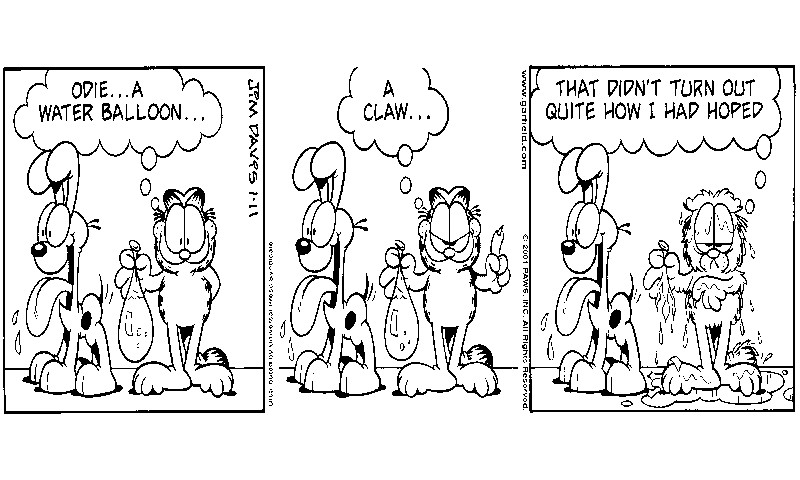 ODIE...A
WATER BALLOON...
JIM DAVIS 1·11
A
CLAW...
www.garfield.com
© 2001 PAWS, INC. All Rights Reserved.
THAT DIDN'T TURN OUT
QUITE HOW I HAD HOPED